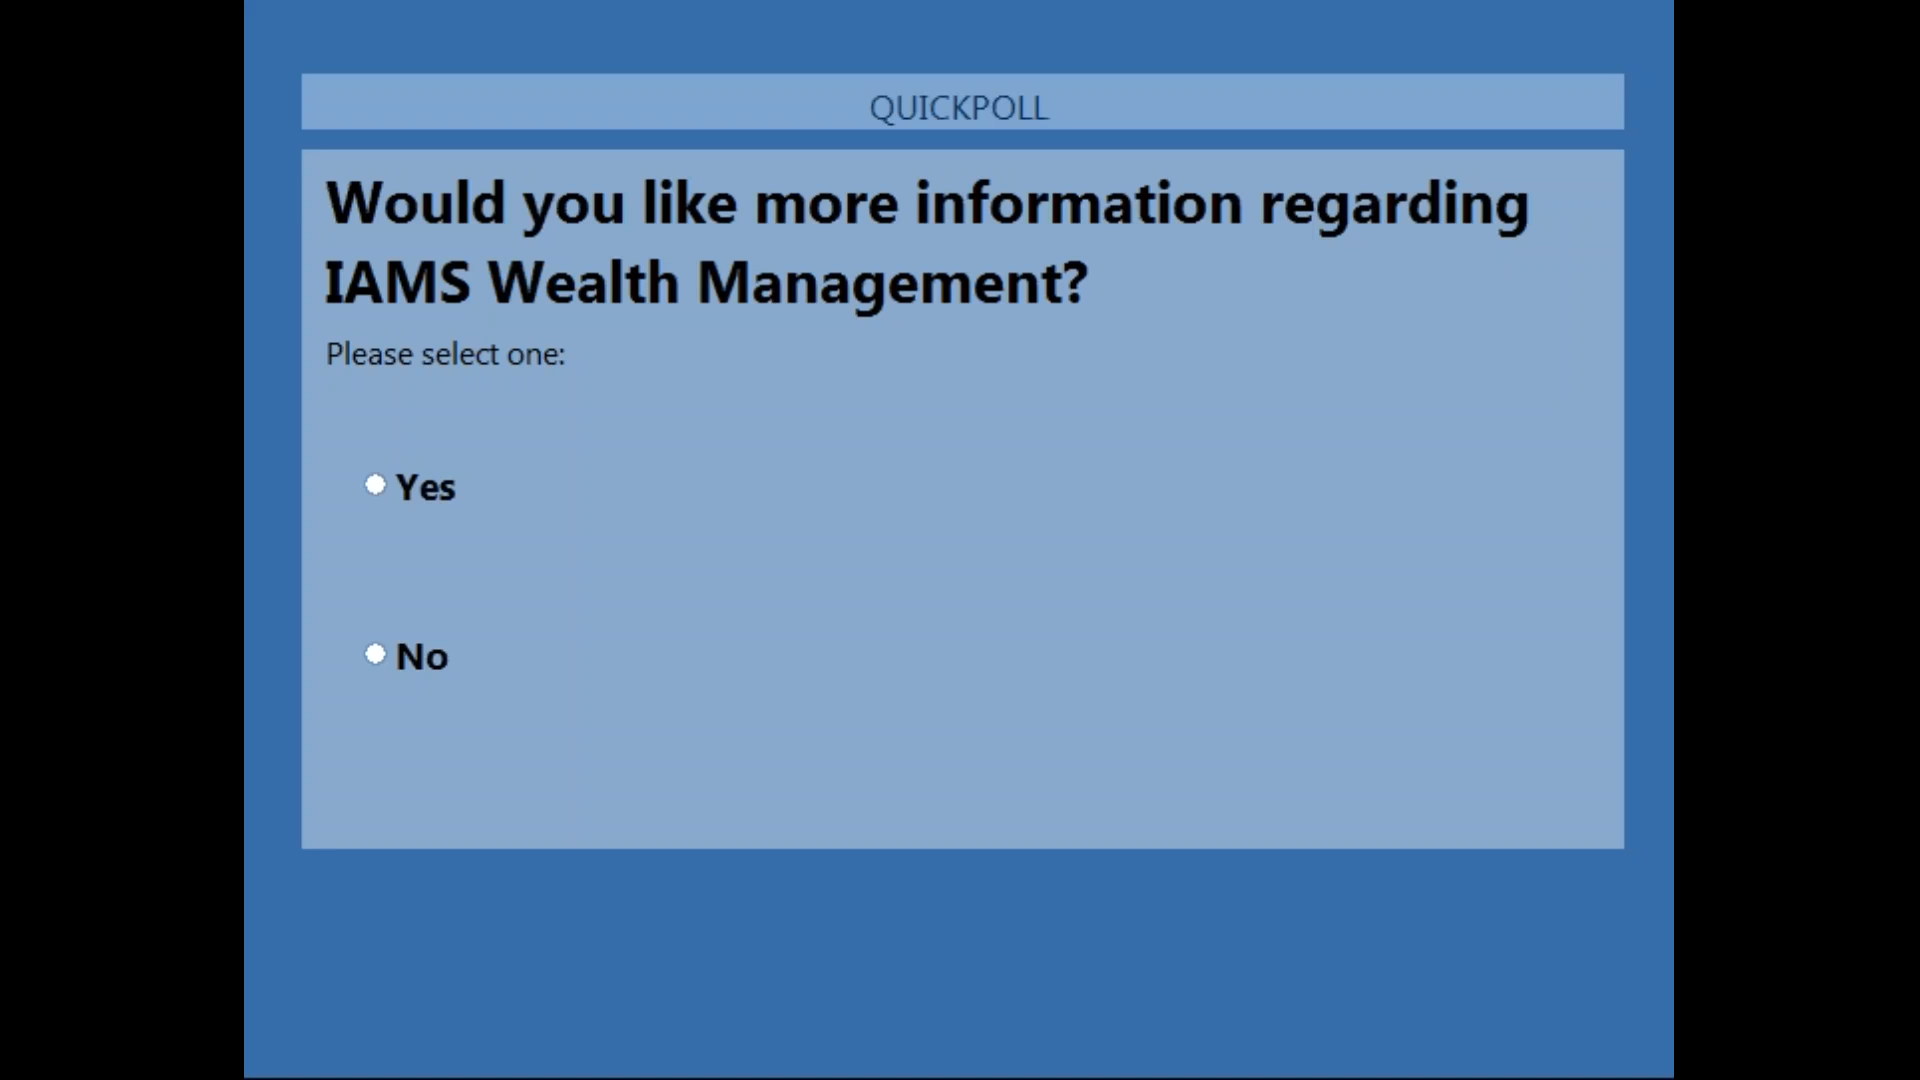 QUICKPOLL
Would you like more information regarding
IAMS Wealth Management?
Please select one:
Yes
No